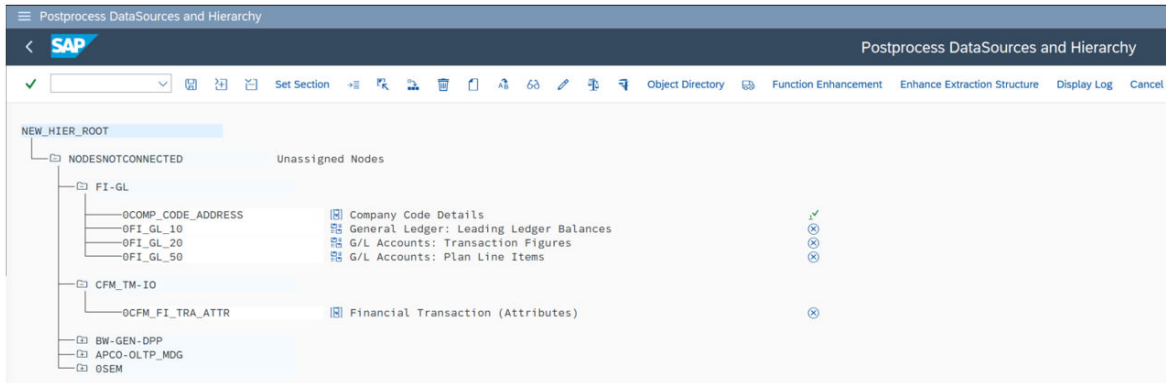 Postprocess DataSources and Hierarchy
SAP Postprocess DataSources and Hierarchy
Set Section Object Directory Function Enhancement Enhance Extraction Structure Display Log Cancel
NEW_HIER_ROOT
NODESNOTCONNECTED Unassigned Nodes
FI-GL
0COMP_CODE_ADDRESS Company Code Details
0FI_GL_10 General Ledger: Leading Ledger Balances
0FI_GL_20 G/L Accounts: Transaction Figures
0FI_GL_50 G/L Accounts: Plan Line Items
CFM_TM-IO
0CFM_FI_TRA_ATTR Financial Transaction (Attributes)
BW-GEN-DPP
APCO-OLTP_MDG
0SEM